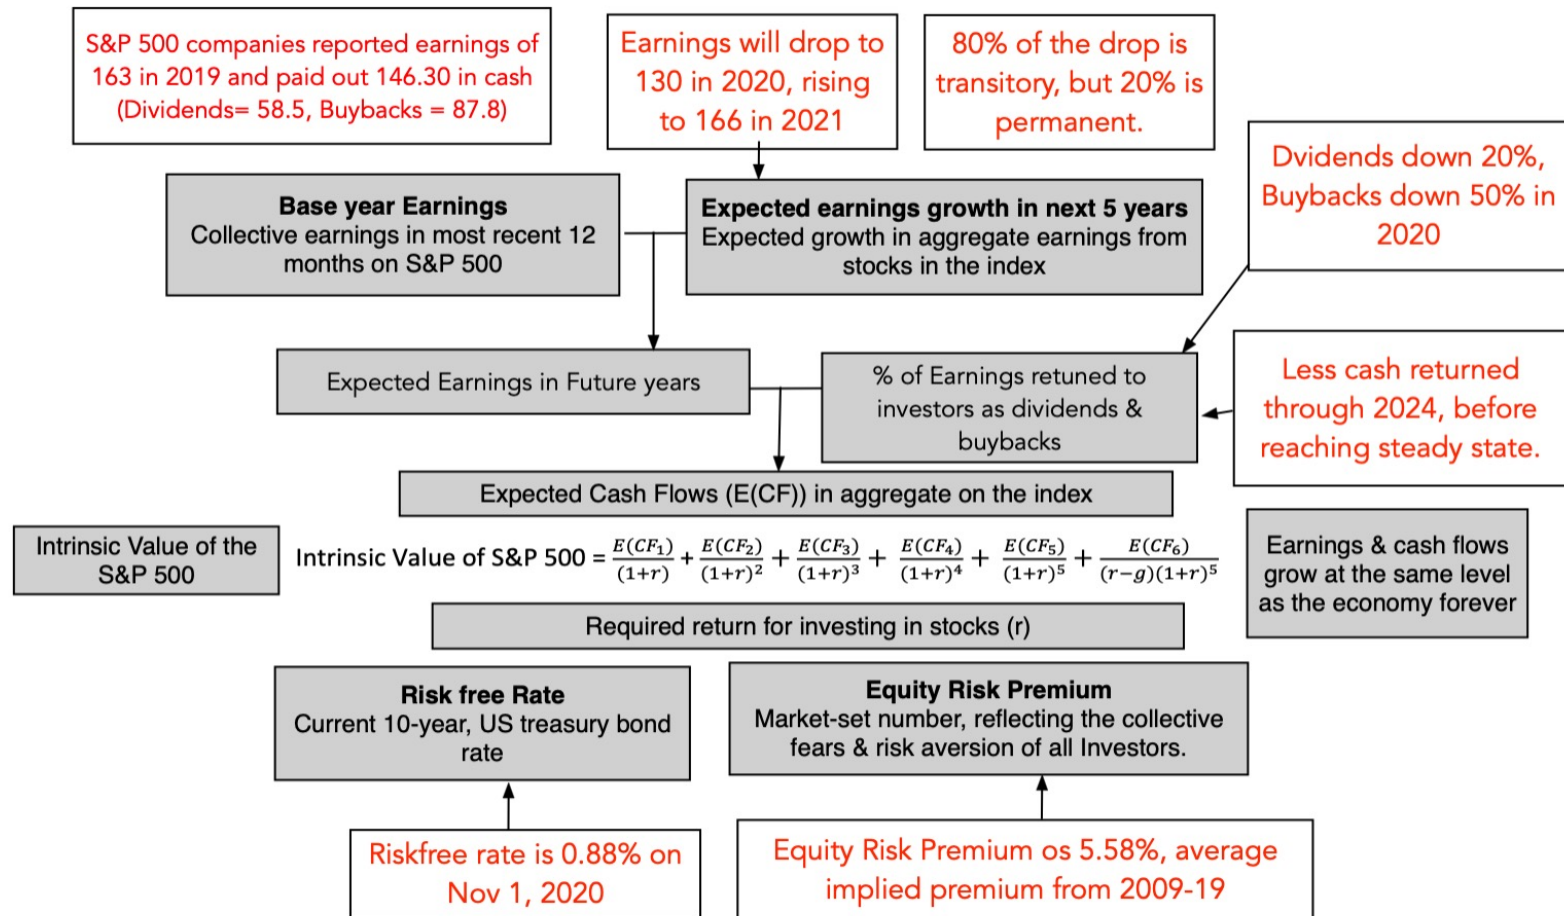 S&P 500 companies reported earnings of
163 in 2019 and paid out 146.30 in cash
(Dividends= 58.5, Buybacks = 87.8)
Earnings will drop to
130 in 2020, rising
to 166 in 2021
80% of the drop is
transitory, but 20% is
permanent.
Dvidends down 20%,
Buybacks down 50% in
2020
Base year Earnings
Collective earnings in most recent 12
months on S&P 500
Expected earnings growth in next 5 years
Expected growth in aggregate earnings from
stocks in the index
Expected Earnings in Future years
% of Earnings retuned to
investors as dividends &
buybacks
Less cash returned
through 2024, before
reaching steady state.
Expected Cash Flows (E(CF)) in aggregate on the index
Intrinsic Value of the
S&P 500
Intrinsic Value of S&P 500 = E(CF₁)/(1+r) + E(CF₂)/(1+r)² + E(CF₃)/(1+r)³ + E(CF₄)/(1+r)⁴ + E(CF₅)/(1+r)⁵ + E(CF₆)/(r−g)(1+r)⁵
Earnings & cash flows
grow at the same level
as the economy forever
Required return for investing in stocks (r)
Risk free Rate
Current 10-year, US treasury bond
rate
Equity Risk Premium
Market-set number, reflecting the collective
fears & risk aversion of all Investors.
Riskfree rate is 0.88% on
Nov 1, 2020
Equity Risk Premium os 5.58%, average
implied premium from 2009-19